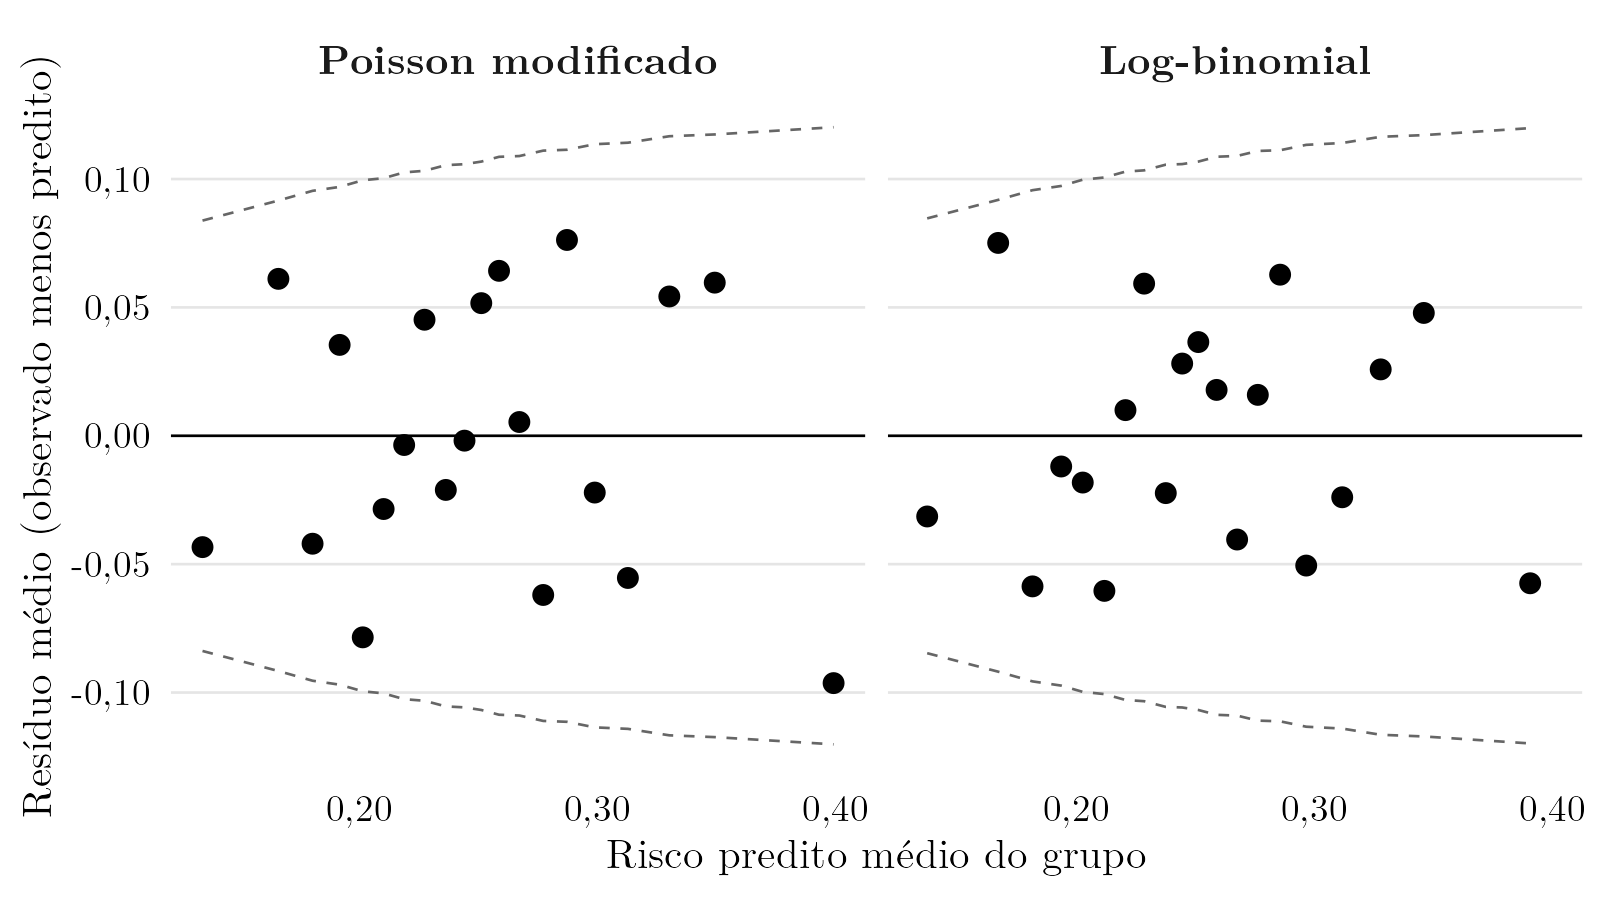 Poisson modificado
Log-binomial
Resíduo médio (observado menos predito)
0,10
0,05
0,00
-0,05
-0,10
0,20 0,30 0,40
0,20 0,30 0,40
Risco predito médio do grupo